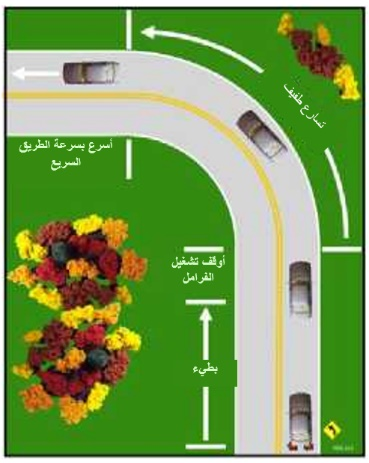 تسارع طفيف
أسرع بسرعة الطريق
السريع
أوقف تشغيل
الفرامل
بطيء